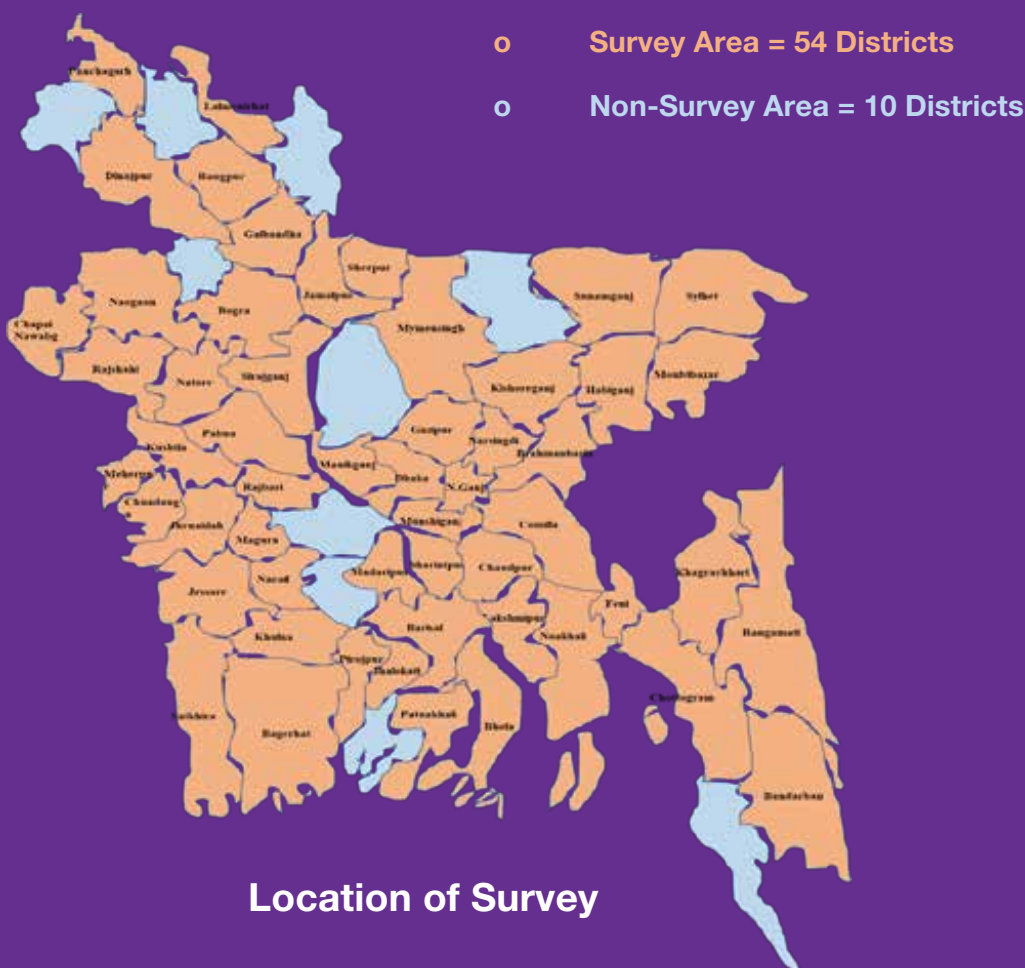 o Survey Area = 54 Districts
o Non-Survey Area = 10 Districts
Panchagarh
Lalmonirhat
Dinajpur
Rangpur
Gaibandha
Sherpur
Jamalpur
Naogaon
Bogra
Sunamganj
Sylhet
Mymensingh
Chapai
Nawabg
Rajshahi
Natore
Sirajganj
Kishoreganj
Habiganj
Moulvibazar
Pabna
Gazipur
Narsingdi
Kushtia
Brahmanbaria
Manikganj
Meherpur
Dhaka
N.Ganj
Rajbari
Chuadang
a
Jhenaidah
Munshiganj
Comilla
Magura
Madaripur
Shariatpur
Chandpur
Khagrachhari
Narail
Jessore
Feni
Lakshmipur
Barisal
Noakhali
Rangamati
Khulna
Pirojpur
Jhalokati
Chattogram
Satkhira
Patuakhali
Bhola
Bagerhat
Bandarban
Location of Survey